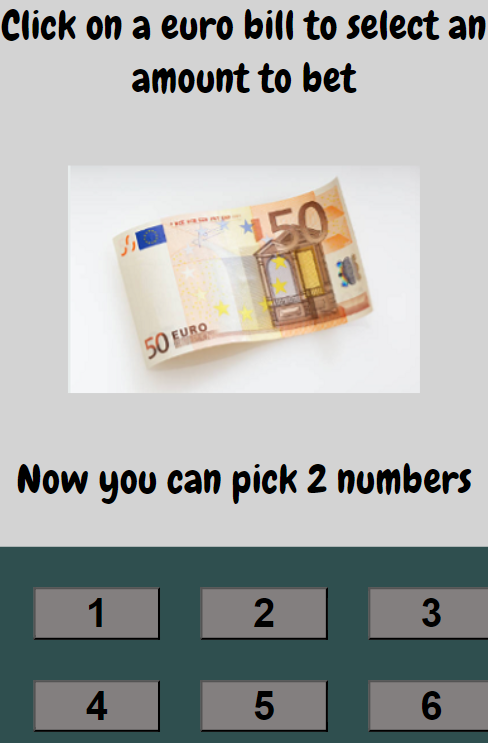 Click on a euro bill to select an
amount to bet
50
50 EURO
Now you can pick 2 numbers
1 2 3
4 5 6